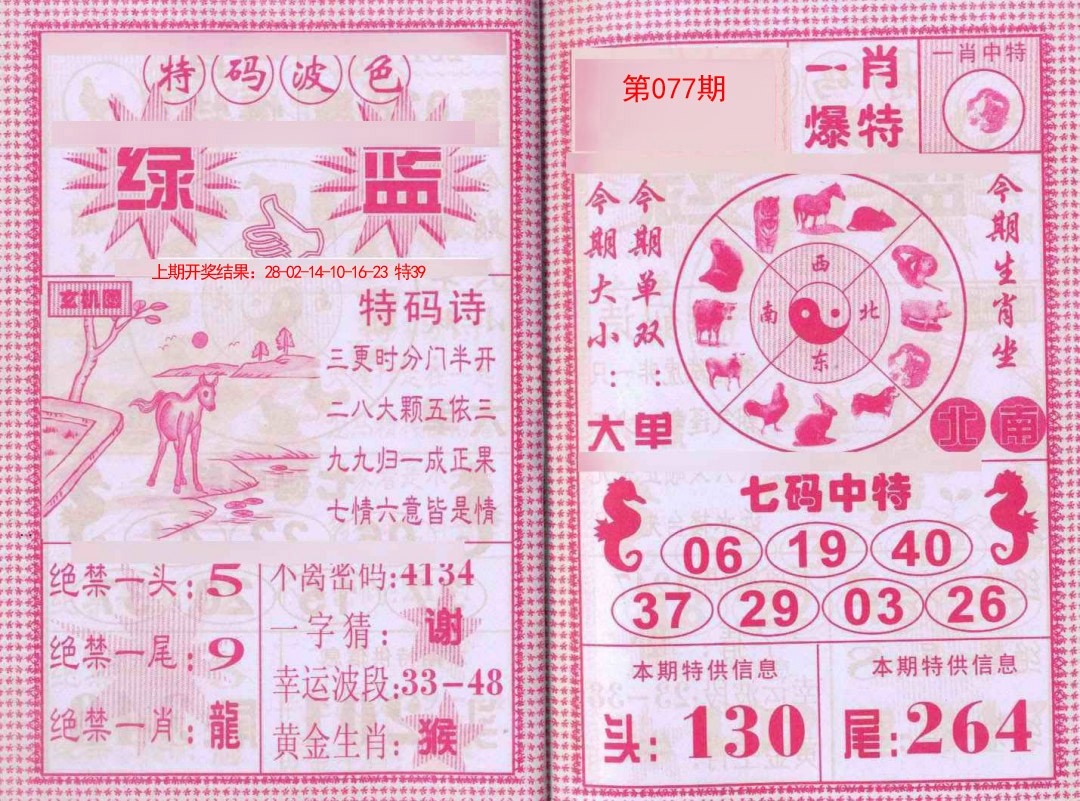 特码波色
绿 蓝
上期开奖结果：28-02-14-10-16-23 特39
玄机图
特码诗
三更时分门半开
二八大颗五依三
九九归一成正果
七情六意皆是情
绝禁一头：5
绝禁一尾：9
绝禁一肖：龍
不离密码：4134
一字猜：谢
幸运波段：33-48
黄金生肖：猴
第077期
一肖
爆特
一肖中特
今期大小：大
今期单双：单
今期生肖坐
北南
西
南 北
东
七码中特
06 19 40
37 29 03 26
本期特供信息
头：130
本期特供信息
尾：264